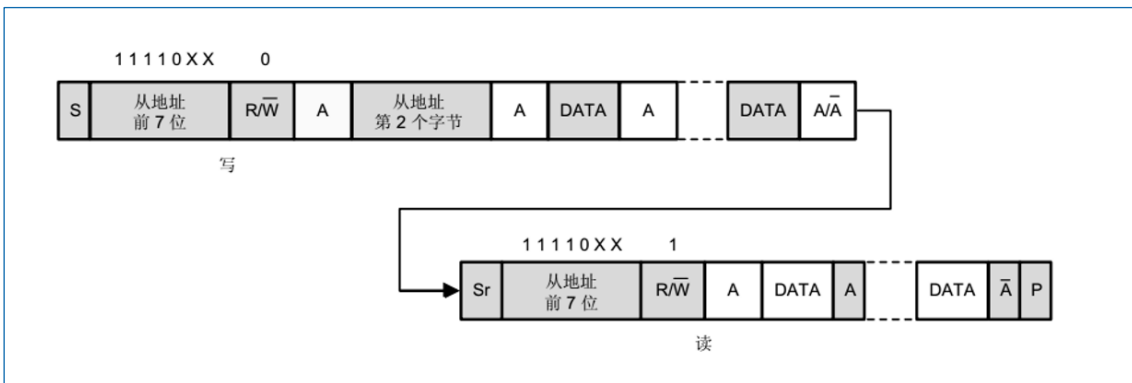 11110XX 0
S 从地址 前 7 位 R/W̅ A 从地址 第 2 个字节 A DATA A DATA A/A̅
写
11110XX 1
Sr 从地址 前 7 位 R/W̅ A DATA A DATA A̅ P
读